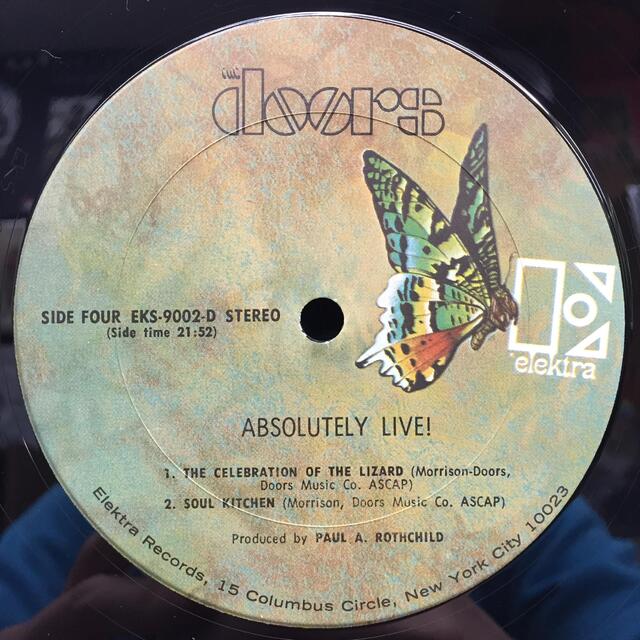 the doors
elektra
SIDE FOUR EKS-9002-D STEREO
(Side time 21:52)
ABSOLUTELY LIVE!
1. THE CELEBRATION OF THE LIZARD (Morrison-Doors,
Doors Music Co. ASCAP)
2. SOUL KITCHEN (Morrison, Doors Music Co. ASCAP)
Produced by PAUL A. ROTHCHILD
Elektra Records, 15 Columbus Circle, New York City 10023